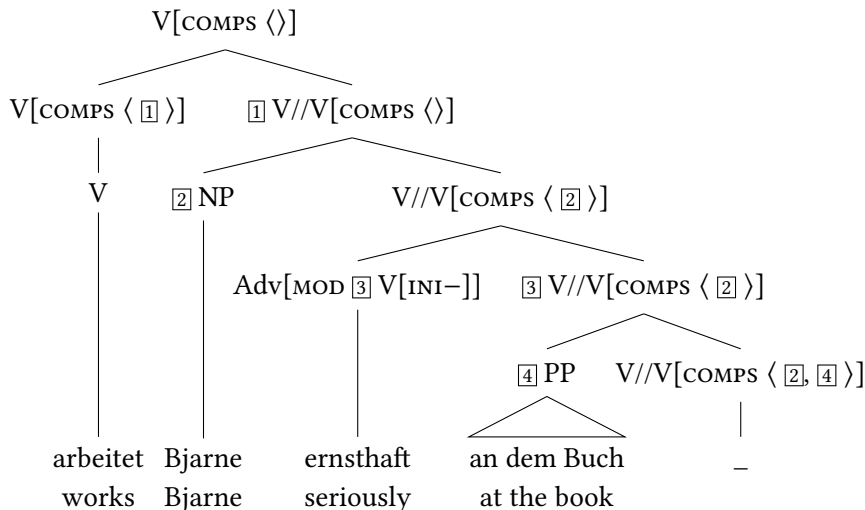 V[COMPS ⟨⟩]
V[COMPS ⟨ 1 ⟩] 1 V//V[COMPS ⟨⟩]
V 2 NP V//V[COMPS ⟨ 2 ⟩]
Adv[MOD 3 V[INI−]] 3 V//V[COMPS ⟨ 2 ⟩]
4 PP V//V[COMPS ⟨ 2, 4 ⟩]
arbeitet Bjarne ernsthaft an dem Buch _
works Bjarne seriously at the book